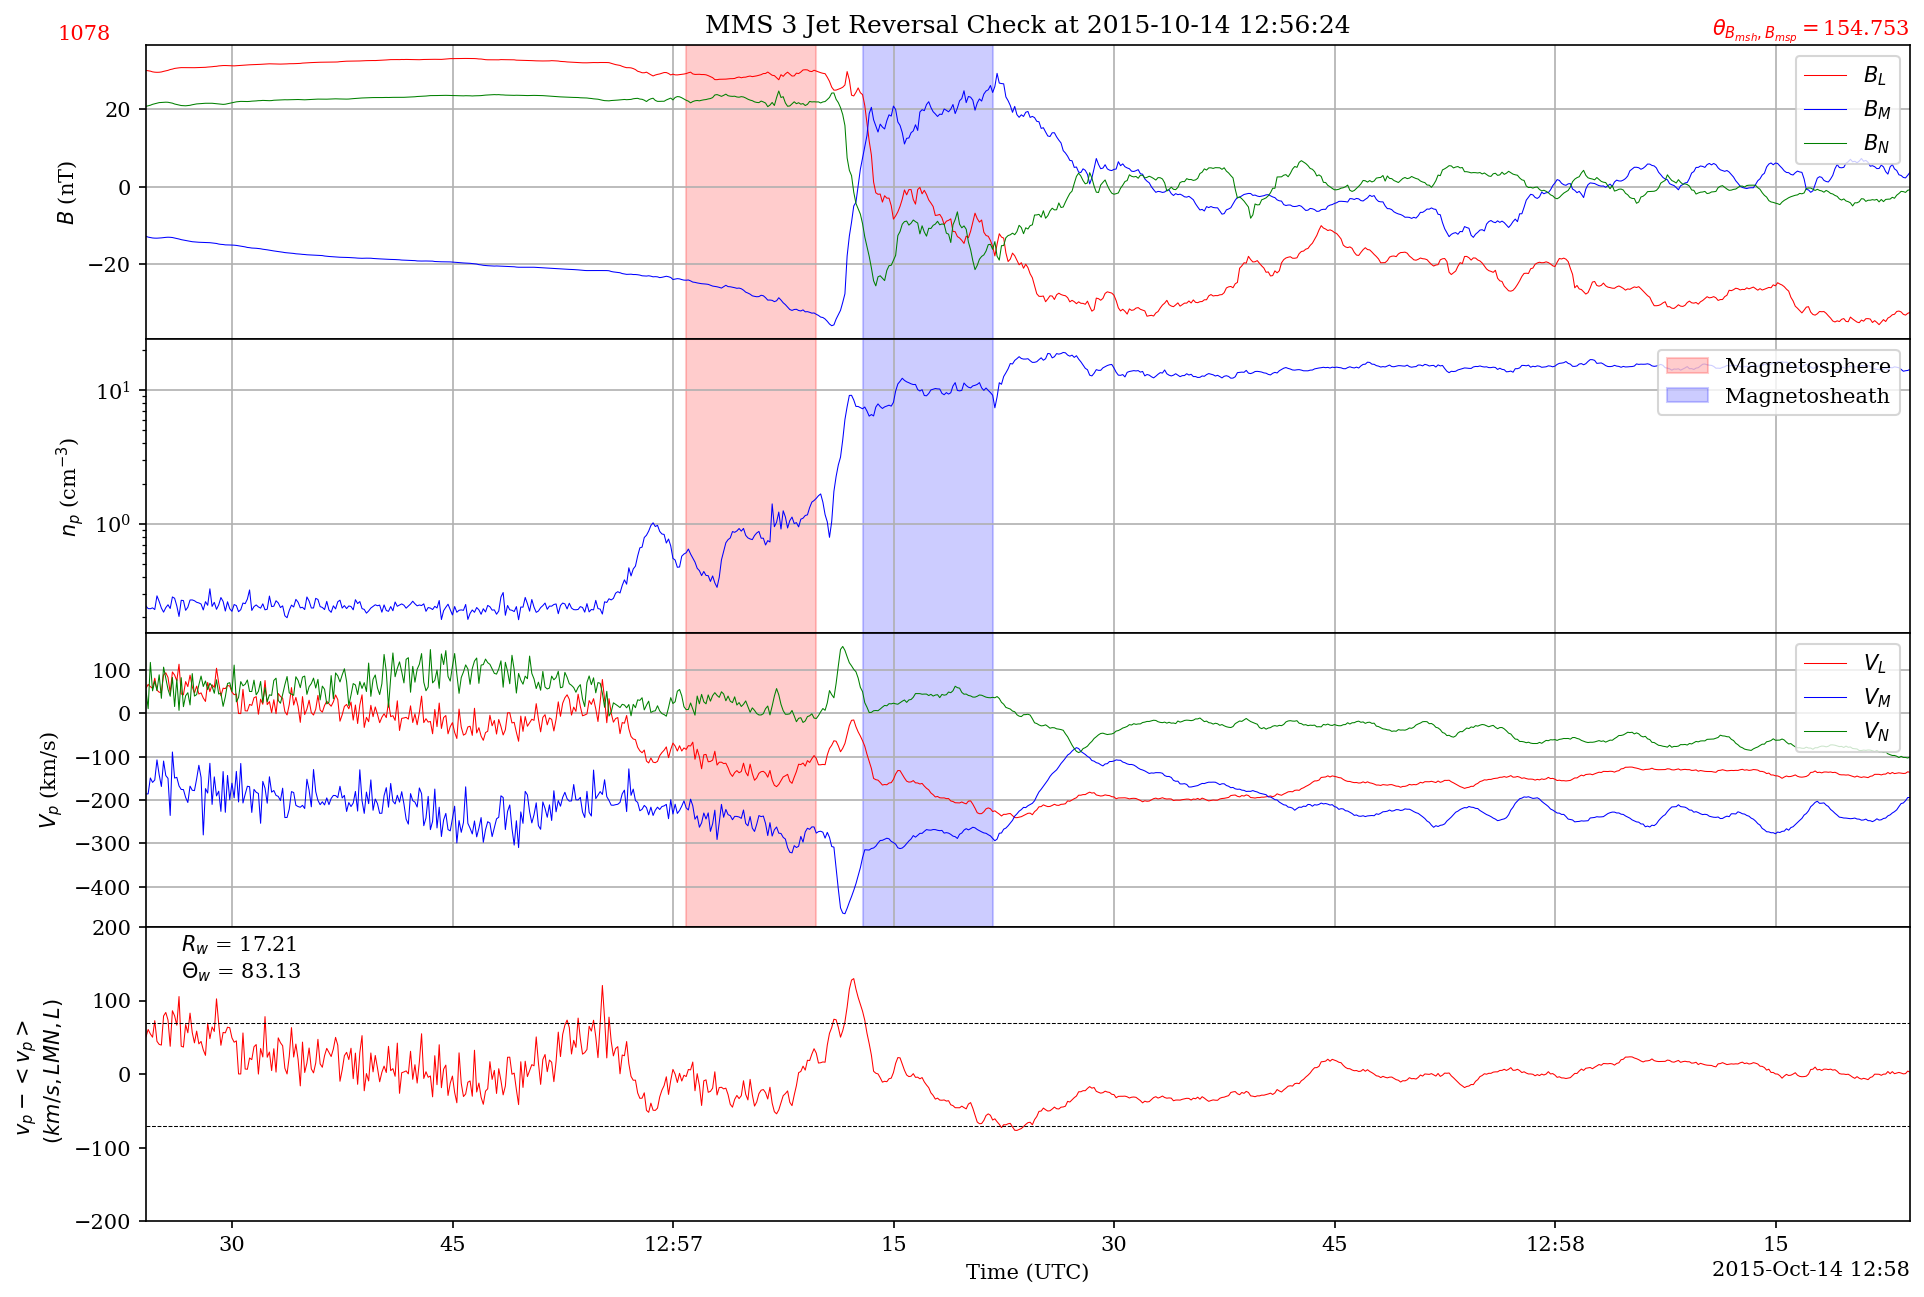 MMS 3 Jet Reversal Check at 2015-10-14 12:56:24
1078
θ_{B_{msh}, B_{msp}} = 154.753
B (nT)
20
0
−20
B_L
B_M
B_N
n_p (cm^{−3})
10^1
10^0
Magnetosphere
Magnetosheath
V_p (km/s)
100
0
−100
−200
−300
−400
V_L
V_M
V_N
v_p − < v_p >
(km/s, LMN, L)
200
100
0
−100
−200
R_w = 17.21
Θ_w = 83.13
30 45 12:57 15 30 45 12:58 15
Time (UTC)
2015-Oct-14 12:58